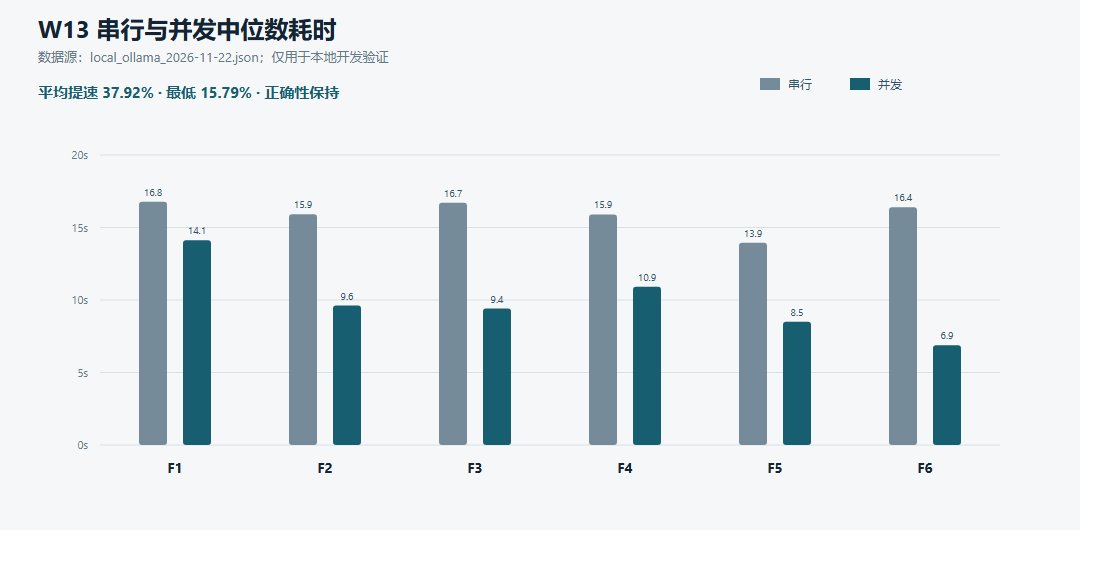 W13 串行与并发中位数耗时
数据源：local_ollama_2026-11-22.json；仅用于本地开发验证
平均提速 37.92% · 最低 15.79% · 正确性保持
串行 并发
20s
15s
10s
5s
0s
16.8 14.1
15.9 9.6
16.7 9.4
15.9 10.9
13.9 8.5
16.4 6.9
F1 F2 F3 F4 F5 F6